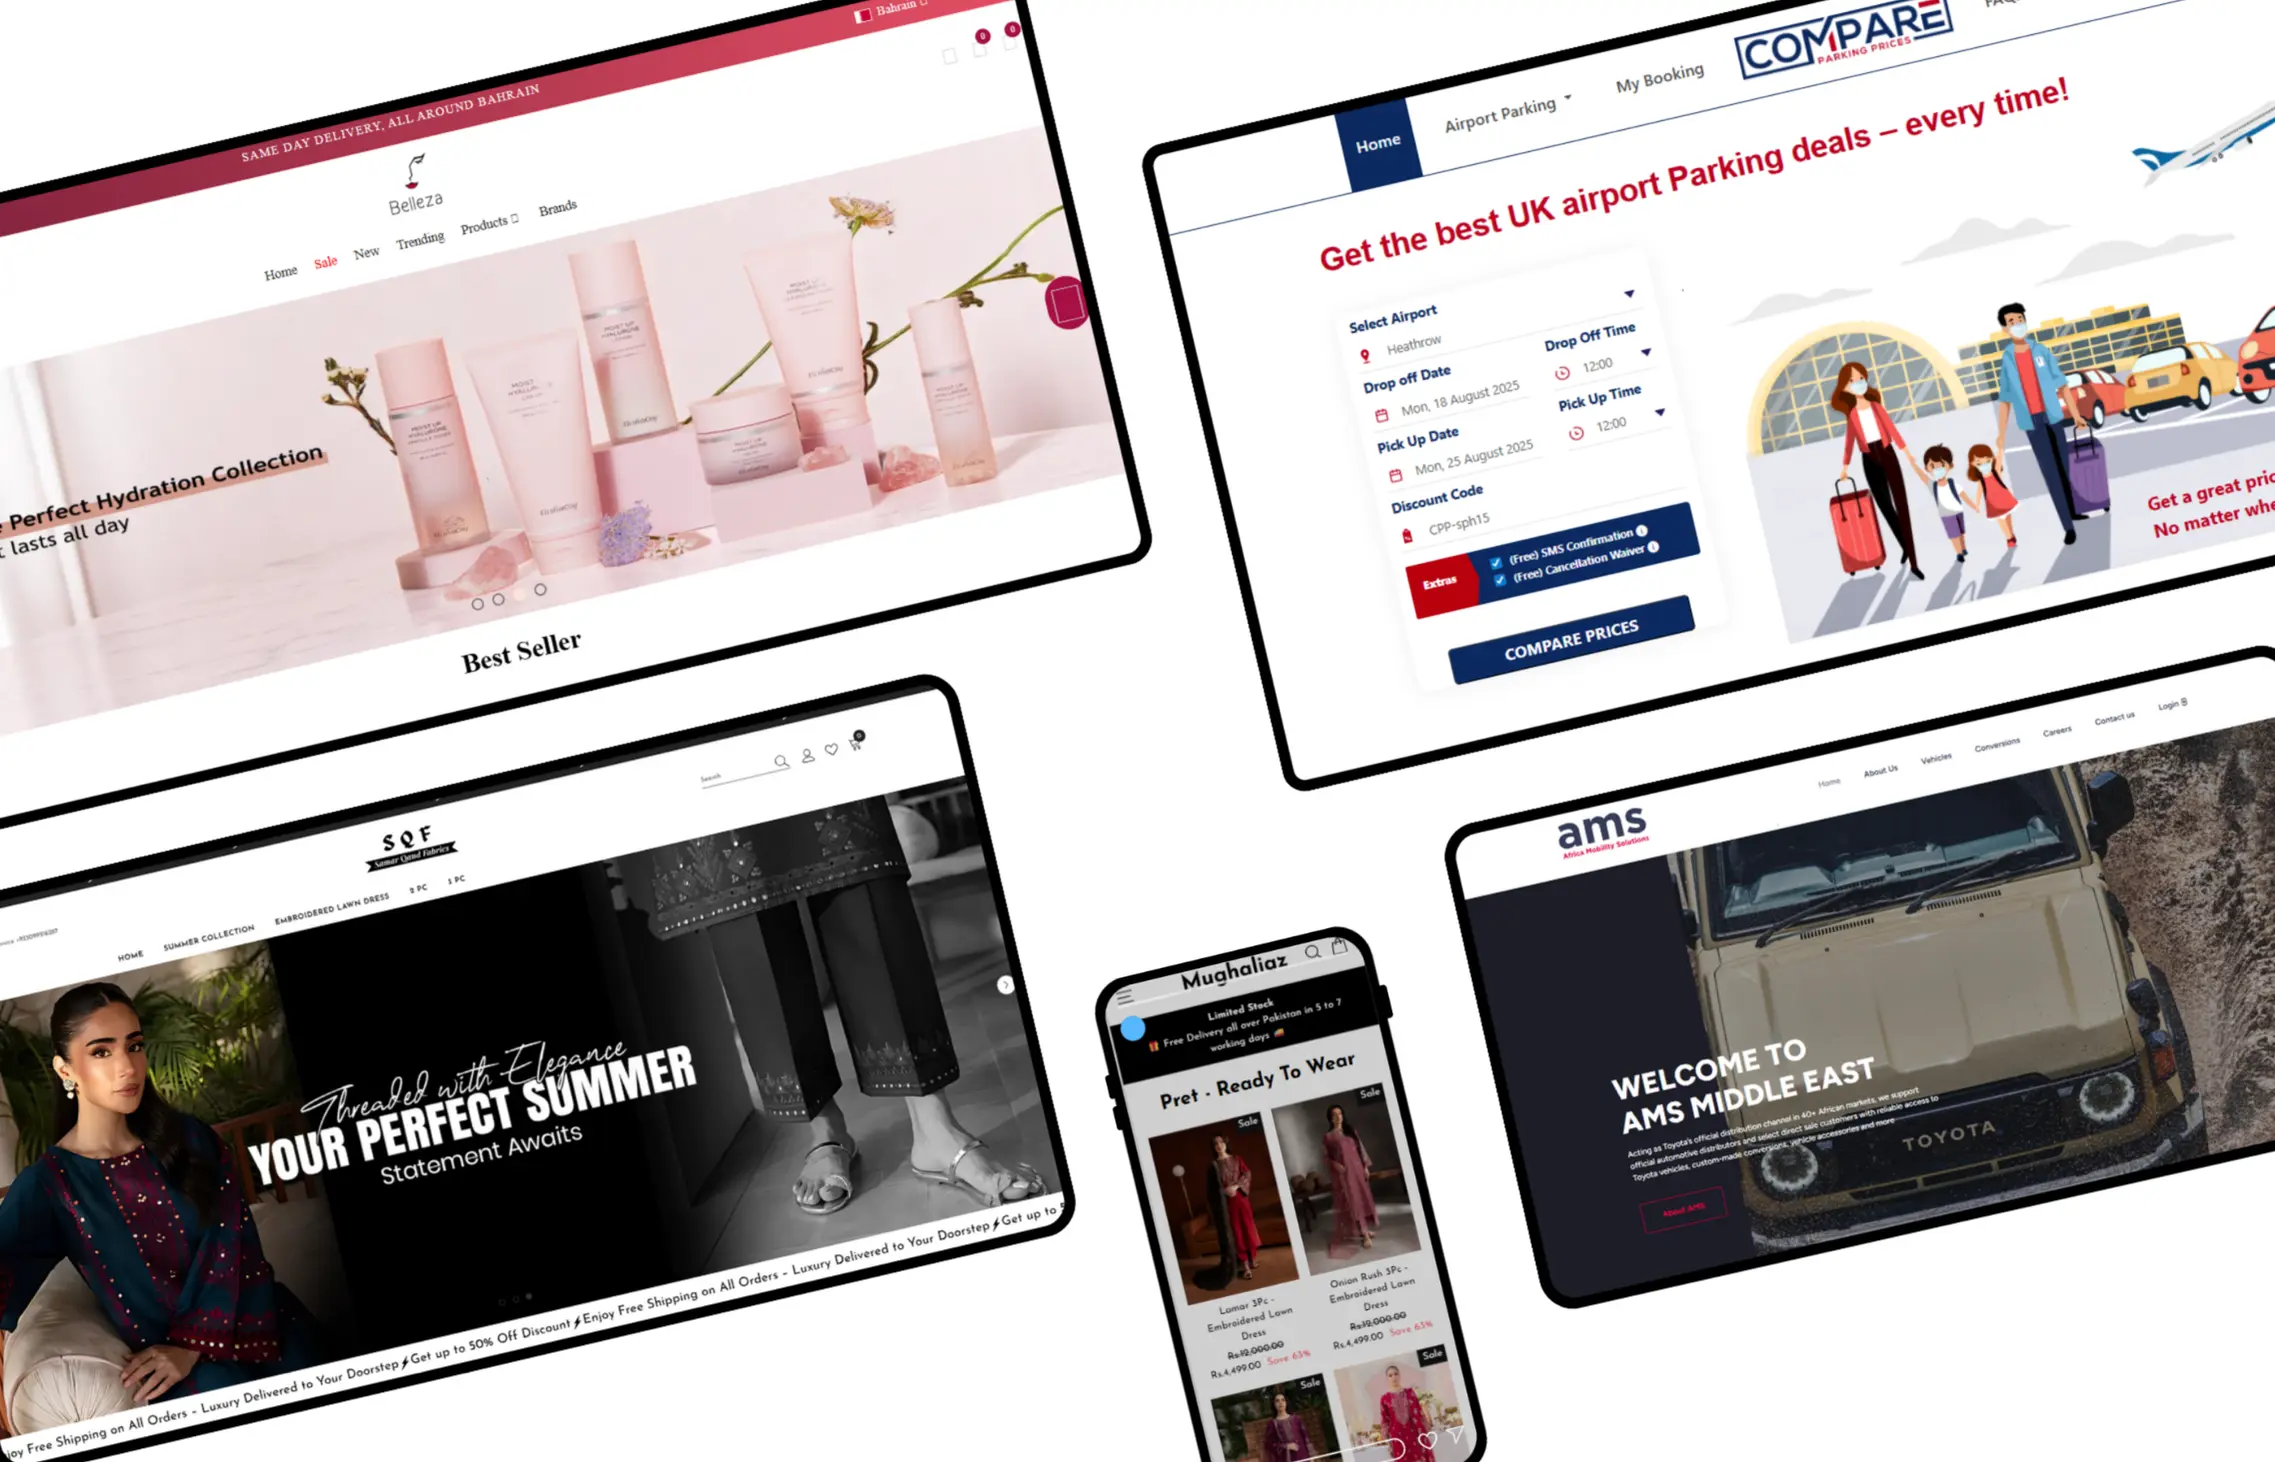 Bahrain
0
0
SAME DAY DELIVERY, ALL AROUND BAHRAIN
Belleza
Home Sale New Trending Products Brands
Perfect Hydration Collection
lasts all day
MOIST UP
HYALURONE
Best Seller
COMPARE
PARKING PRICES
Home
Airport Parking
My Booking
Get the best UK airport Parking deals – every time!
Select Airport
Heathrow
Drop off Date
Drop Off Time
Mon, 18 August 2025
12:00
Pick Up Date
Pick Up Time
Mon, 25 August 2025
12:00
Discount Code
CPP-sph15
Extras
(Free) SMS Confirmation
(Free) Cancellation Waiver
COMPARE PRICES
Get a great
No matter
Search
SQF
Samar Qand Fabrics
HOME SUMMER COLLECTION EMBROIDERED LAWN DRESS 2 PC 1 PC
Threaded with Elegance
YOUR PERFECT SUMMER
Statement Awaits
Free Shipping on All Orders - Luxury Delivered to Your Doorstep⚡Get up to 50% Off Discount⚡Enjoy Free Shipping on All Orders - Luxury Delivered to Your Doorstep⚡Get up to
Mughaliaz
Limited Stock
🎁 Free Delivery all over Pakistan in 5 to 7
working days 🚚
Pret - Ready To Wear
Sale
Sale
Lamar 3Pc -
Embroidered Lawn
Dress
Rs.12,000.00
Rs.4,499.00 Save 63%
Onion Rush 3Pc -
Embroidered Lawn
Dress
Rs.12,000.00
Rs.4,499.00 Save 63%
Sale
Sale
ams
Africa Mobility Solutions
Home About Us Vehicles Conversions Careers Contact us Login
WELCOME TO
AMS MIDDLE EAST
Acting as Toyota's official distribution channel in 40+ African markets, we support
official automotive distributors and select direct sale customers with reliable access to
Toyota vehicles, custom-made conversions, vehicle accessories and more
About AMS
TOYOTA